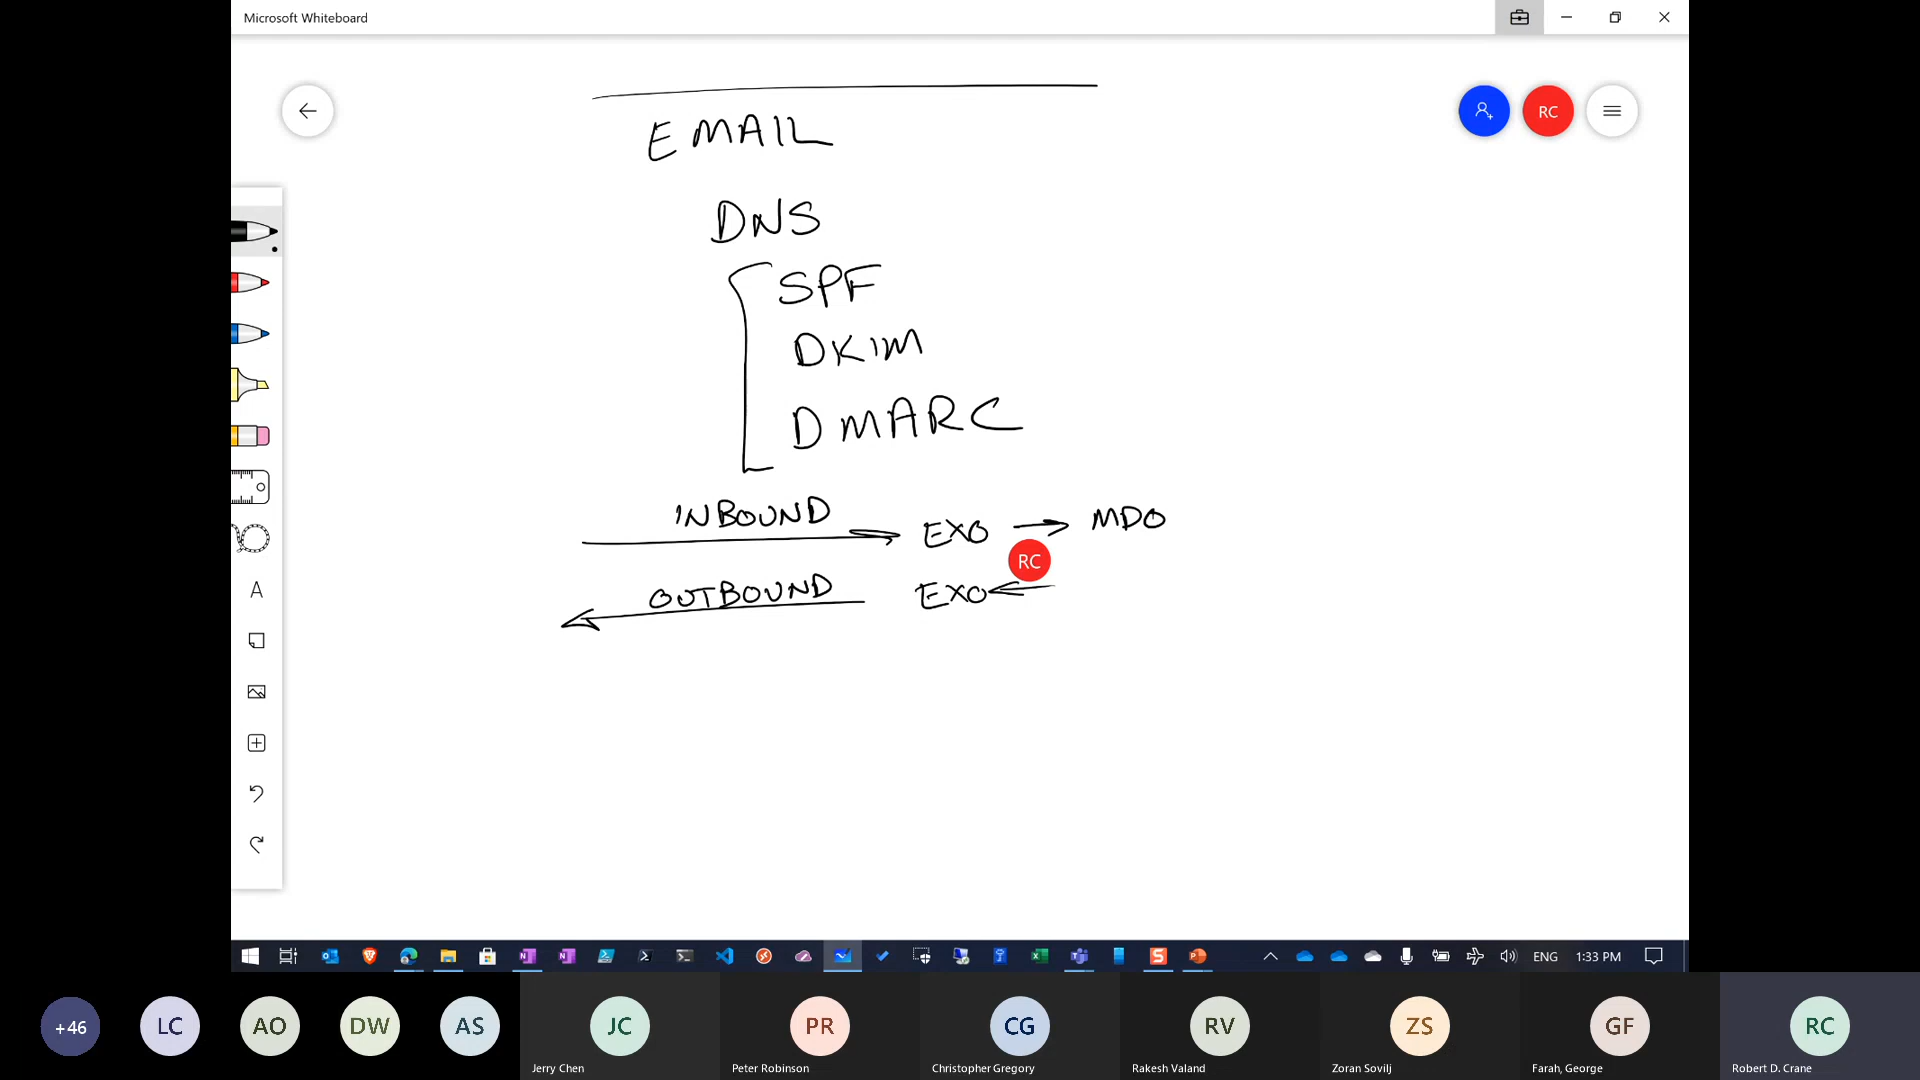 Microsoft Whiteboard
RC
EMAIL
DNS
SPF
DKIM
DMARC
INBOUND EXO MDO
RC
OUTBOUND EXO
A
ENG 1:33 PM
+46 LC AO DW AS JC PR CG RV ZS GF RC
Jerry Chen Peter Robinson Christopher Gregory Rakesh Valand Zoran Sovilj Farah, George Robert D. Crane